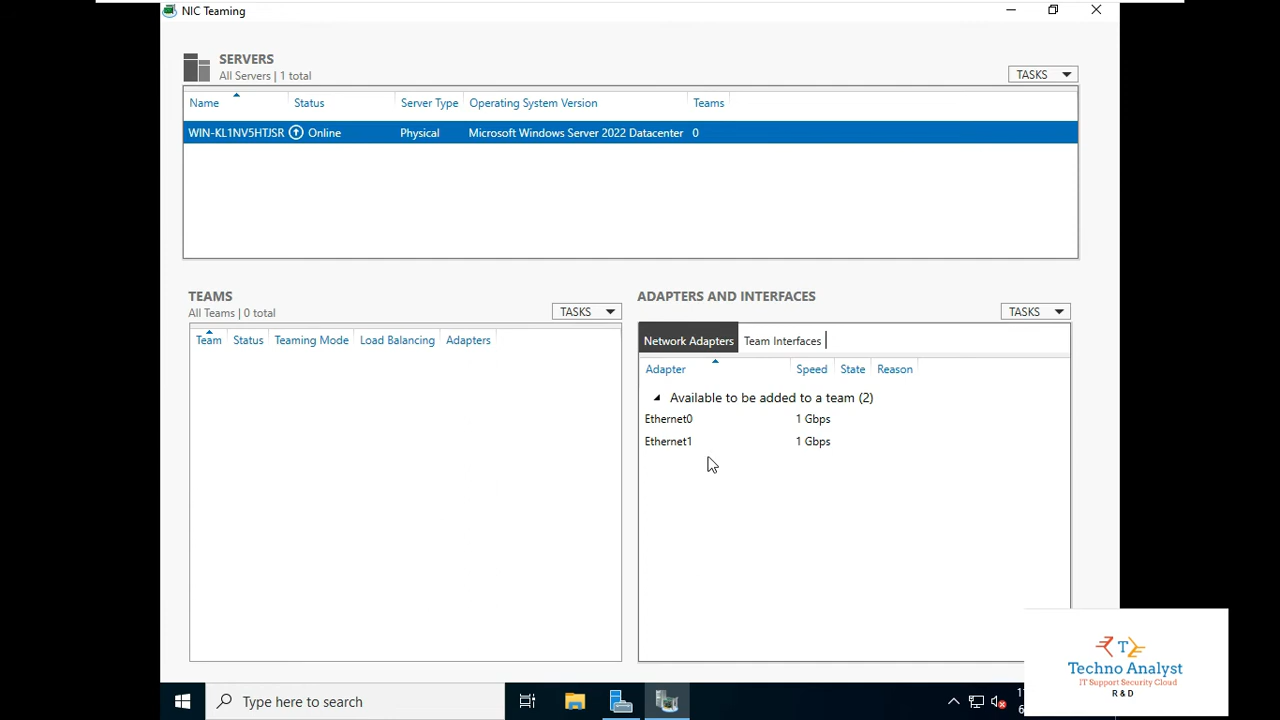 NIC Teaming
SERVERS
All Servers | 1 total
TASKS
Name Status Server Type Operating System Version Teams
WIN-KL1NV5HTJSR Online Physical Microsoft Windows Server 2022 Datacenter 0
TEAMS
All Teams | 0 total
TASKS
Team Status Teaming Mode Load Balancing Adapters
ADAPTERS AND INTERFACES
TASKS
Network Adapters Team Interfaces
Adapter Speed State Reason
Available to be added to a team (2)
Ethernet0 1 Gbps
Ethernet1 1 Gbps
Type here to search
T
Techno Analyst
IT Support Security Cloud
R & D